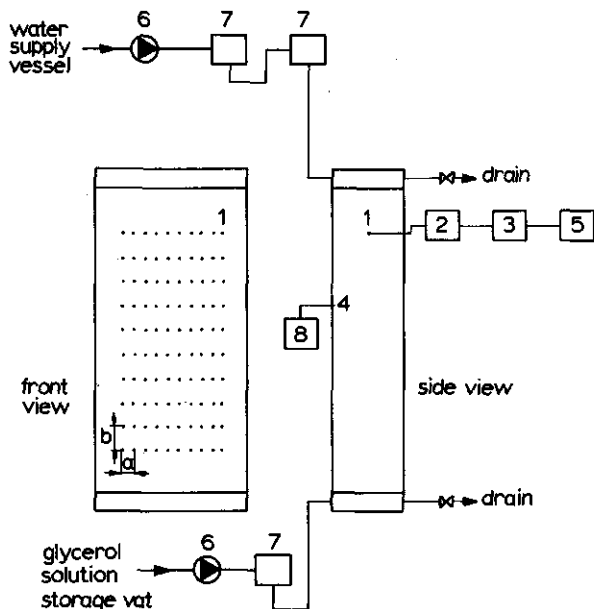 water
supply
vessel
6
7
7
drain
1
1
2
3
5
4
8
front
view
side view
b
a
drain
6
7
glycerol
solution
storage vat